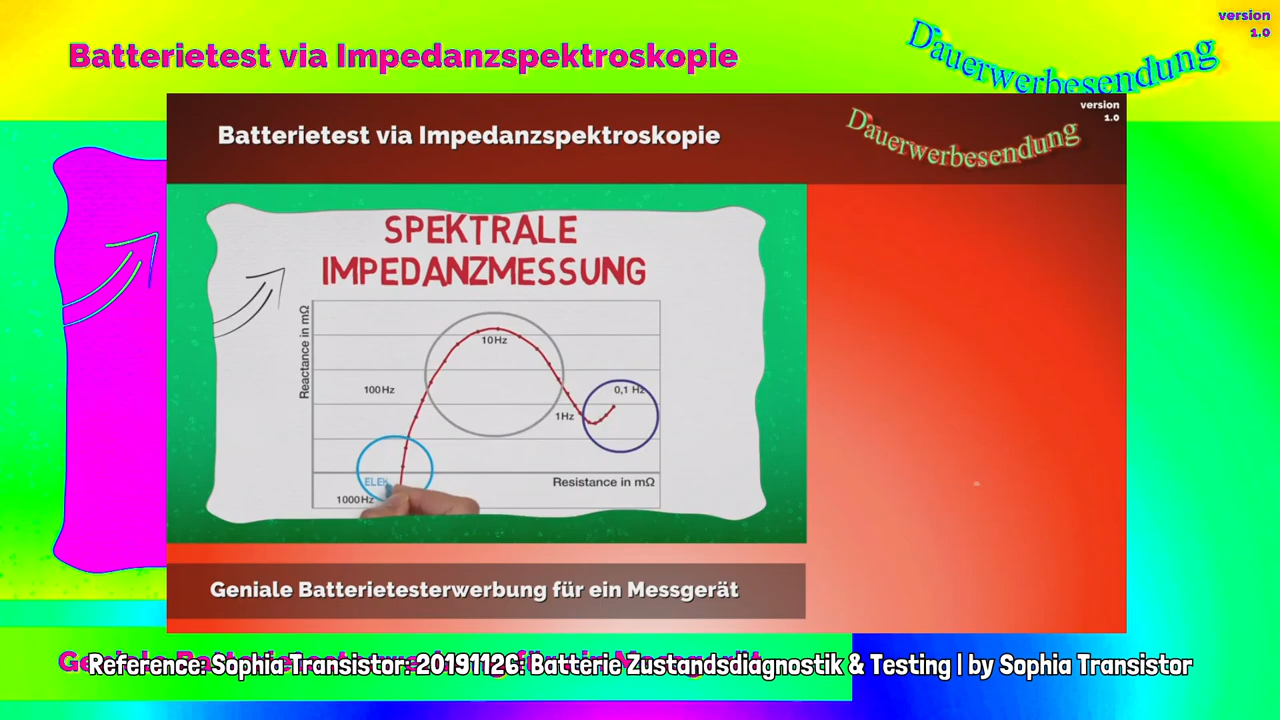 Batterietest via Impedanzspektroskopie
Dauerwerbesendung
version
1.0
Batterietest via Impedanzspektroskopie
Dauerwerbesendung
version
1.0
SPEKTRALE
IMPEDANZMESSUNG
Reactance in mΩ
10Hz
100Hz
0,1 Hz
1Hz
ELEK
Resistance in mΩ
1000Hz
Geniale Batterietesterwerbung für ein Messgerät
Reference: Sophia Transistor: 20191126: Batterie Zustandsdiagnostik & Testing | by Sophia Transistor